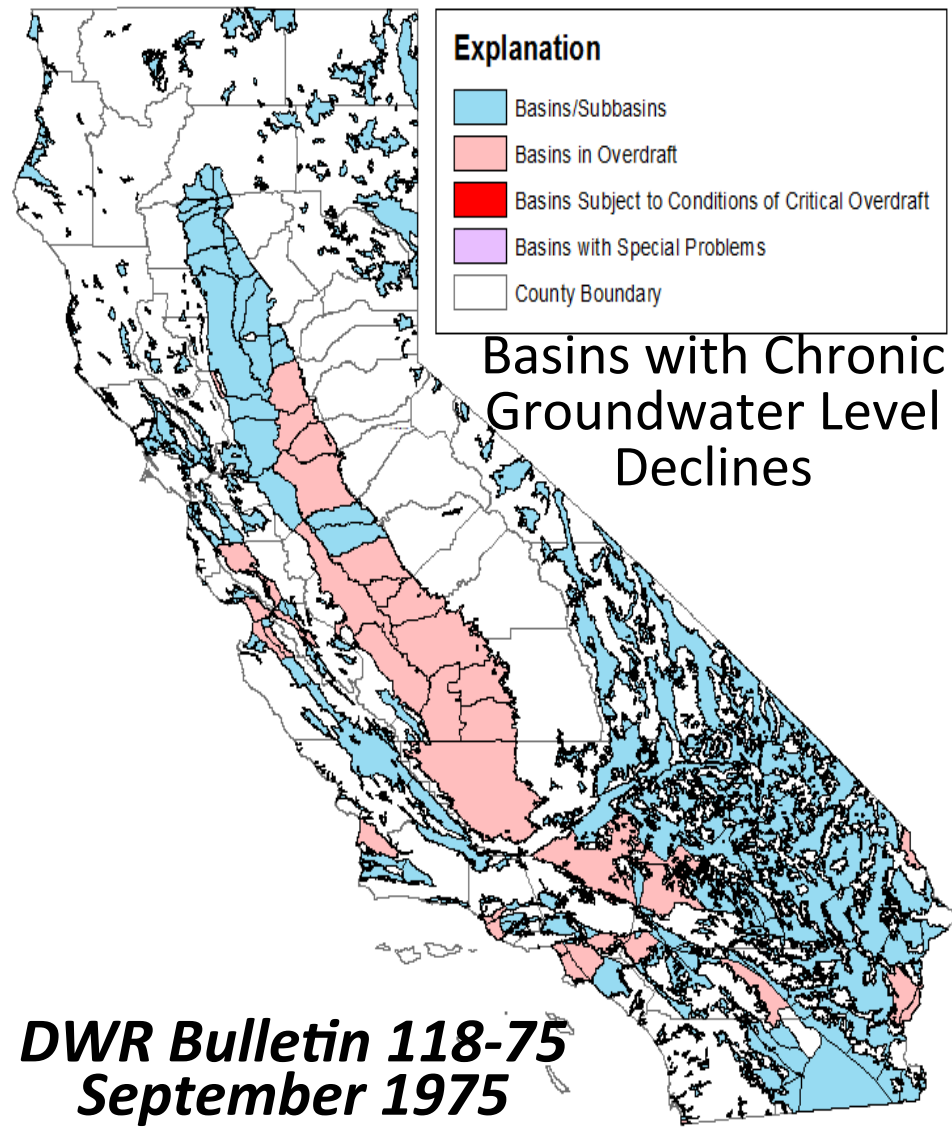 Explanation
Basins/Subbasins
Basins in Overdraft
Basins Subject to Conditions of Critical Overdraft
Basins with Special Problems
County Boundary
Basins with Chronic
Groundwater Level
Declines
DWR Bulletin 118-75
September 1975